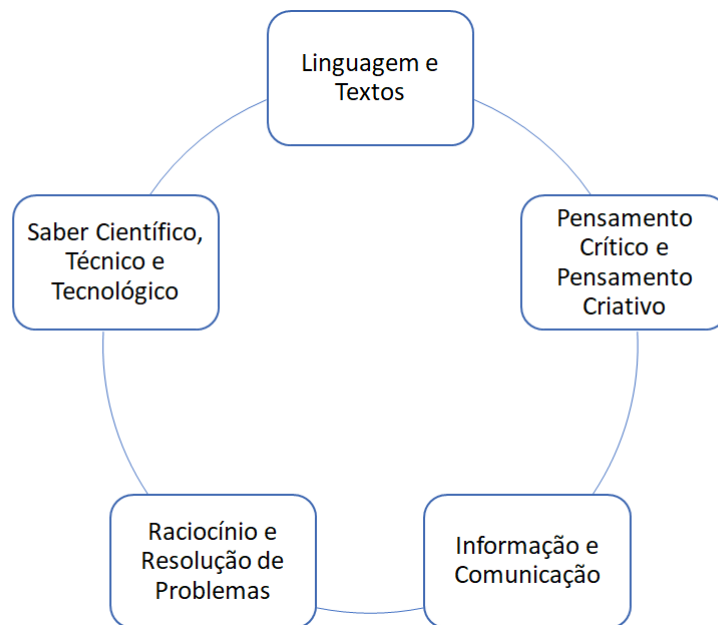 Linguagem e
Textos
Pensamento
Crítico e
Pensamento
Criativo
Informação e
Comunicação
Raciocínio e
Resolução de
Problemas
Saber Científico,
Técnico e
Tecnológico